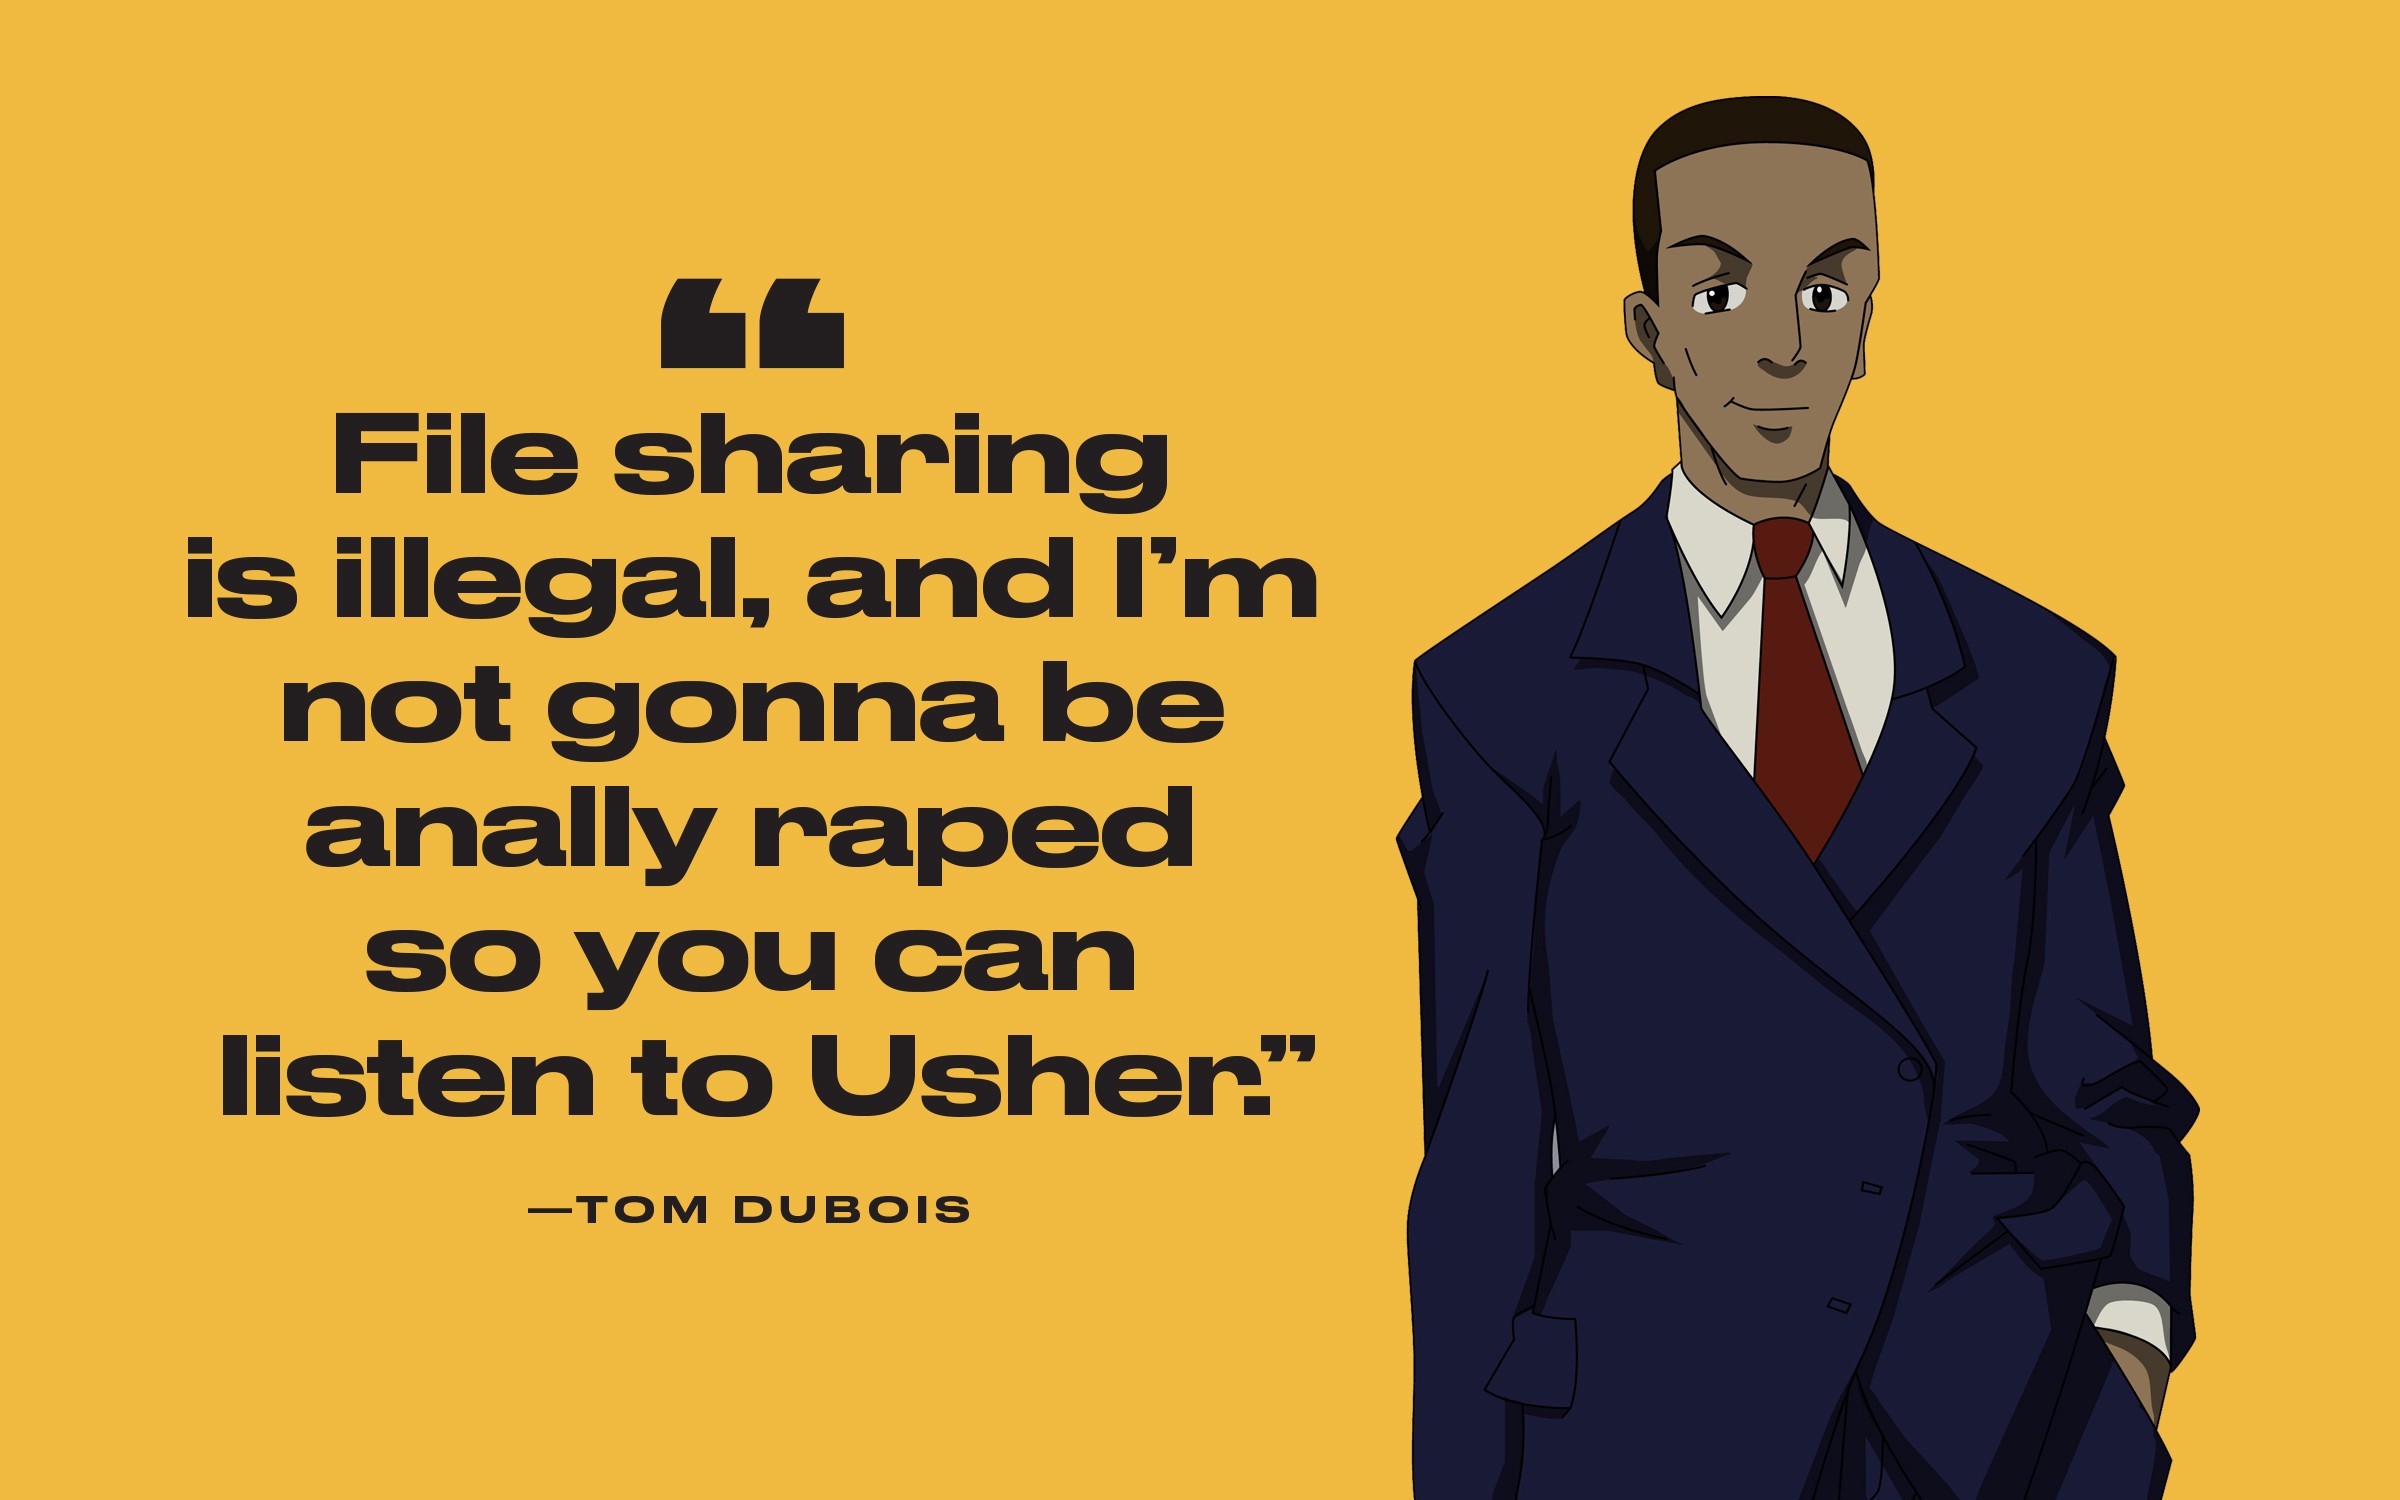 “
File sharing
is illegal, and I’m
not gonna be
anally raped
so you can
listen to Usher.”
—TOM DUBOIS